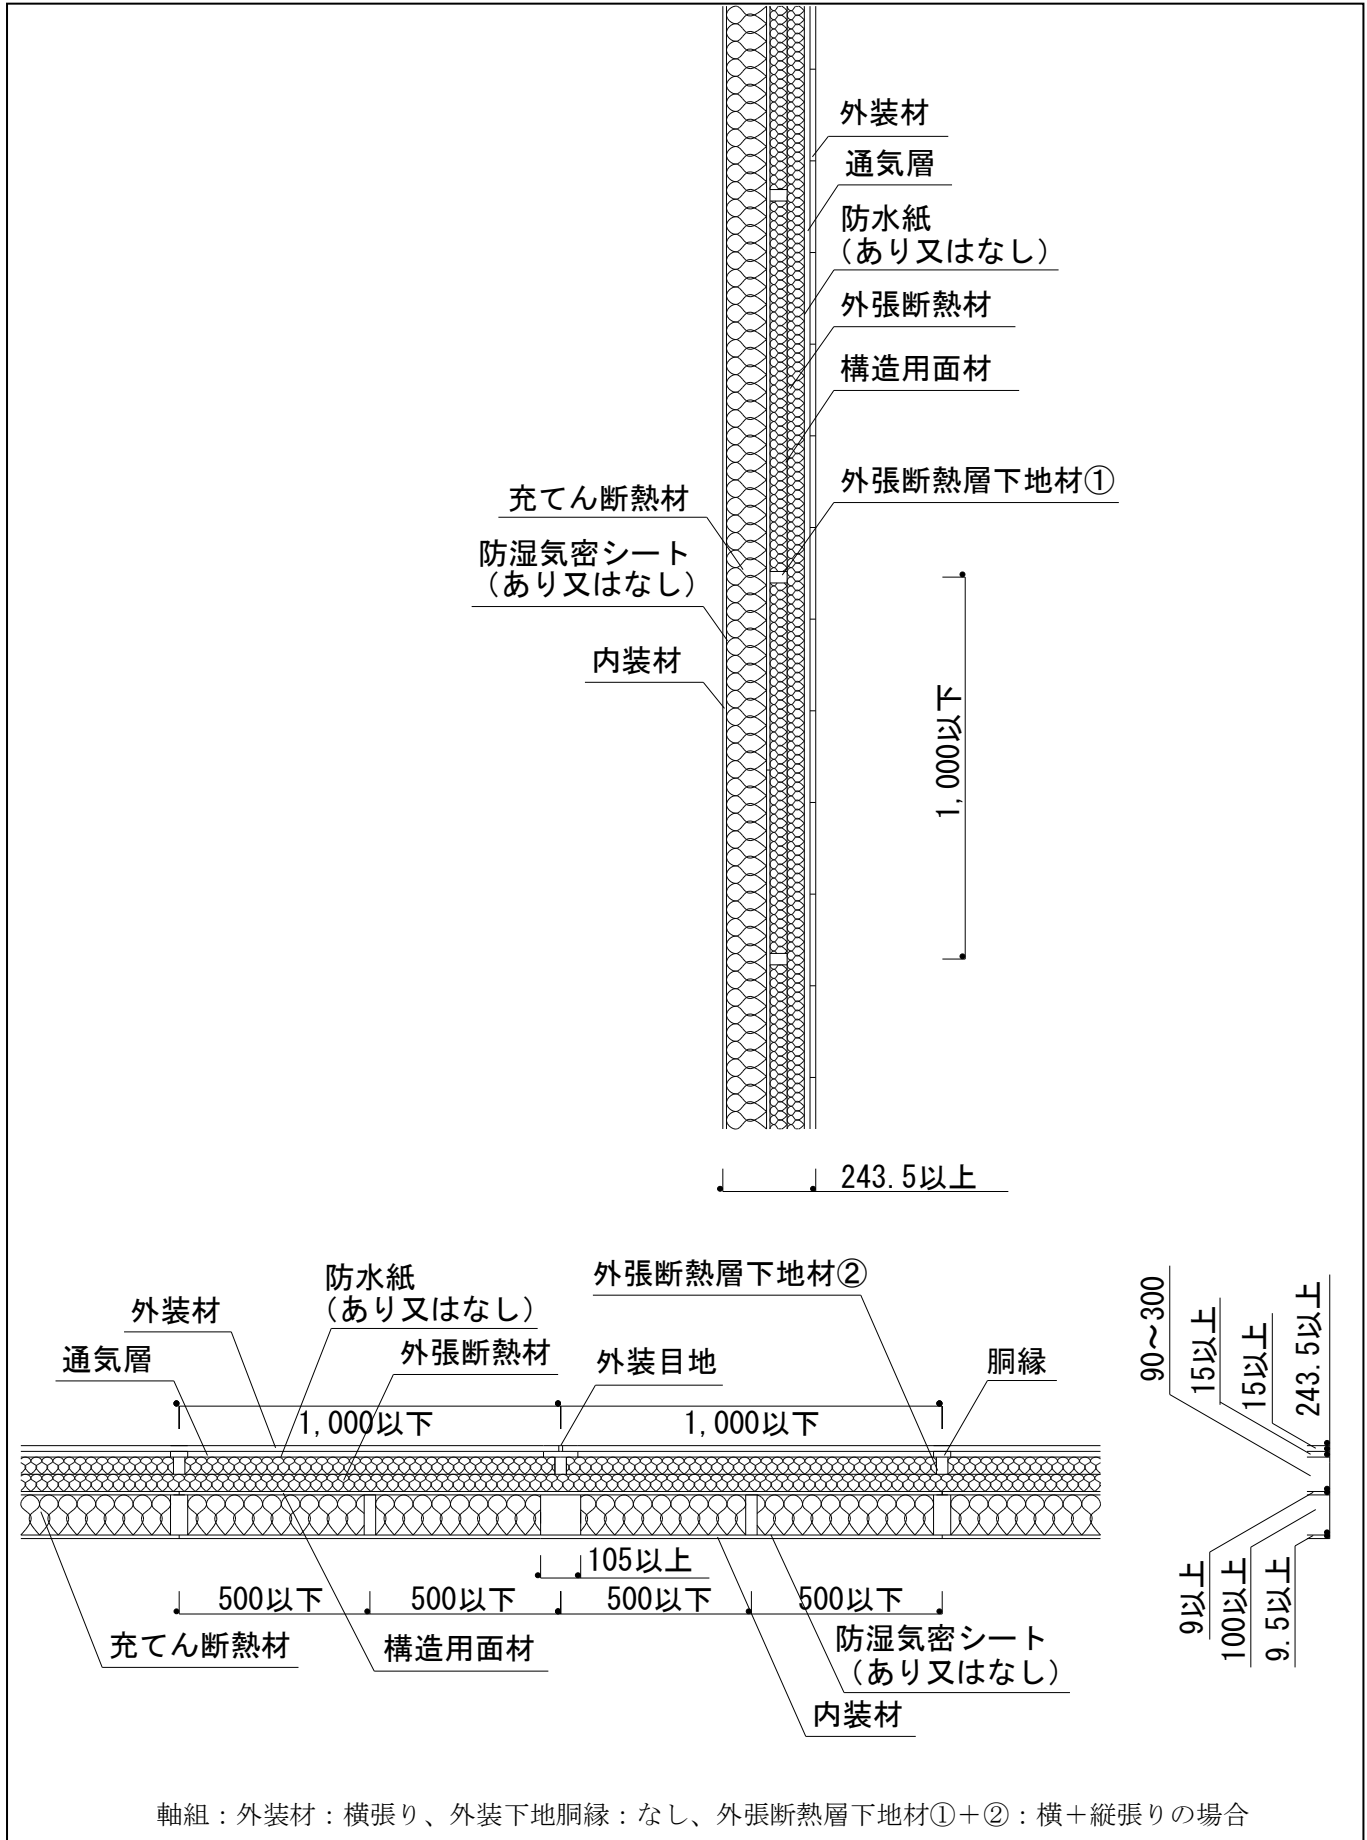 外装材
通気層
防水紙
(あり又はなし)
外張断熱材
構造用面材
外張断熱層下地材①
充てん断熱材
防湿気密シート
(あり又はなし)
内装材
1,000以下
243.5以上
外張断熱層下地材②
防水紙
(あり又はなし)
外装材
外張断熱材
外装目地
胴縁
通気層
1,000以下
1,000以下
90～300
15以上
15以上
243.5以上
105以上
500以下
500以下
500以下
500以下
9以上
100以上
9.5以上
充てん断熱材
構造用面材
防湿気密シート
(あり又はなし)
内装材
軸組：外装材：横張り、外装下地胴縁：なし、外張断熱層下地材①＋②：横＋縦張りの場合